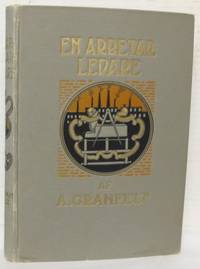 EN ARBETAR
LEDARE
AF
A. GRANFELT